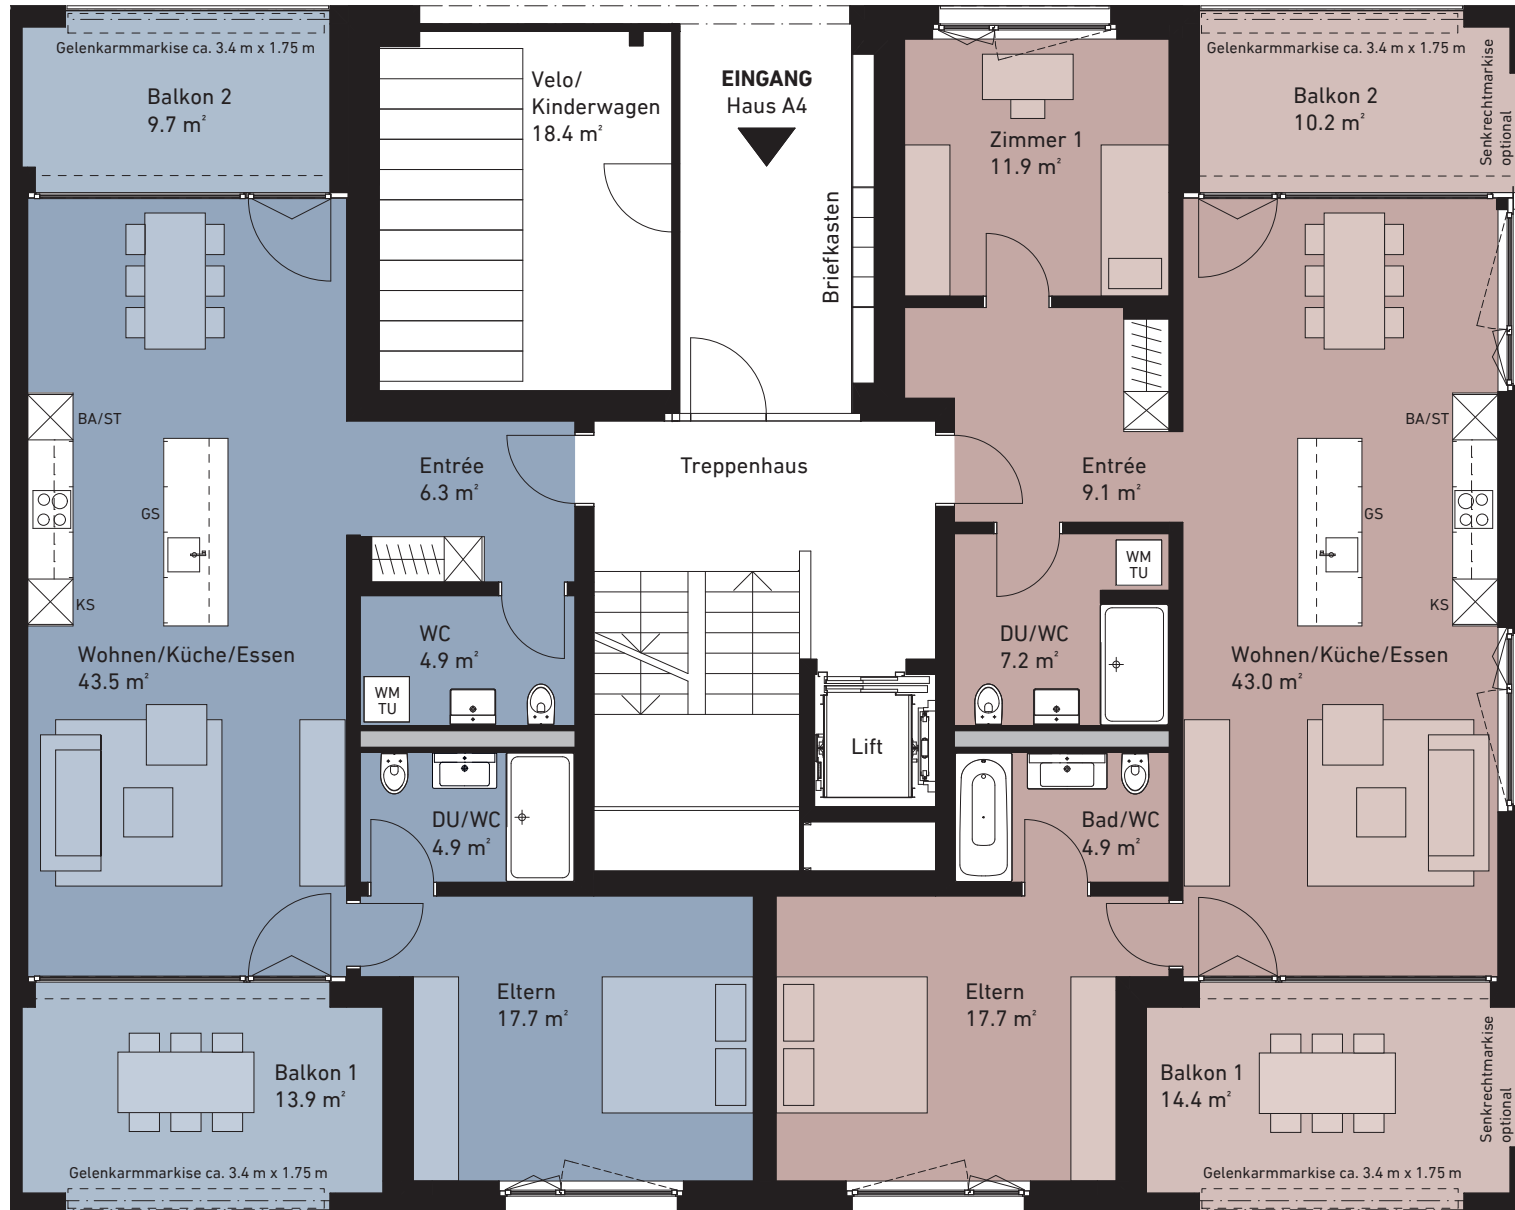 Gelenkarmmarkise ca. 3.4 m x 1.75 m
Balkon 2
9.7 m²
Velo/
Kinderwagen
18.4 m²
EINGANG
Haus A4
Briefkasten
Zimmer 1
11.9 m²
Gelenkarmmarkise ca. 3.4 m x 1.75 m
Balkon 2
10.2 m²
Senkrechtmarkise
optional
BA/ST
GS
KS
Entrée
6.3 m²
Treppenhaus
Entrée
9.1 m²
BA/ST
GS
KS
Wohnen/Küche/Essen
43.5 m²
WC
4.9 m²
WM
TU
DU/WC
4.9 m²
Lift
WM
TU
DU/WC
7.2 m²
Bad/WC
4.9 m²
Wohnen/Küche/Essen
43.0 m²
Eltern
17.7 m²
Eltern
17.7 m²
Balkon 1
13.9 m²
Gelenkarmmarkise ca. 3.4 m x 1.75 m
Balkon 1
14.4 m²
Senkrechtmarkise
optional
Gelenkarmmarkise ca. 3.4 m x 1.75 m